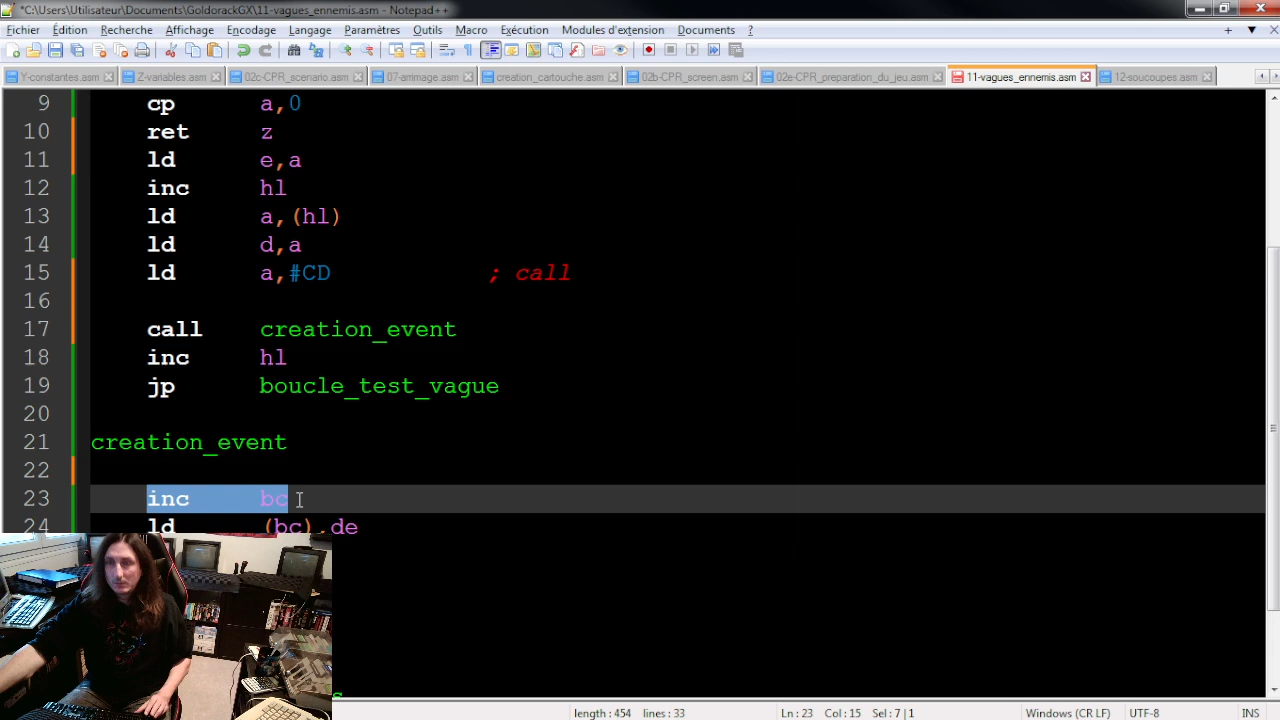 *C:\Users\Utilisateur\Documents\GoldorackGX\11-vagues_ennemis.asm - Notepad++
Fichier Édition Recherche Affichage Encodage Langage Paramètres Outils Macro Exécution Modules d'extension Documents ?
Y-constantes.asm Z-variables.asm 02c-CPR_scenario.asm 07-animage.asm creation_cartouche.asm 02b-CPR_screen.asm 02e-CPR_preparation_du_jeu.asm 11-vagues_ennemis.asm 12-soucoupes.asm
9 cp a,0
10 ret z
11 ld e,a
12 inc hl
13 ld a,(hl)
14 ld d,a
15 ld a,#CD ; call
16
17 call creation_event
18 inc hl
19 jp boucle_test_vague
20
21 creation_event
22
23 inc bc
24 ld (bc),de
s
length : 454 lines : 33 Ln : 23 Col : 15 Sel : 7 | 1 Windows (CR LF) UTF-8 INS